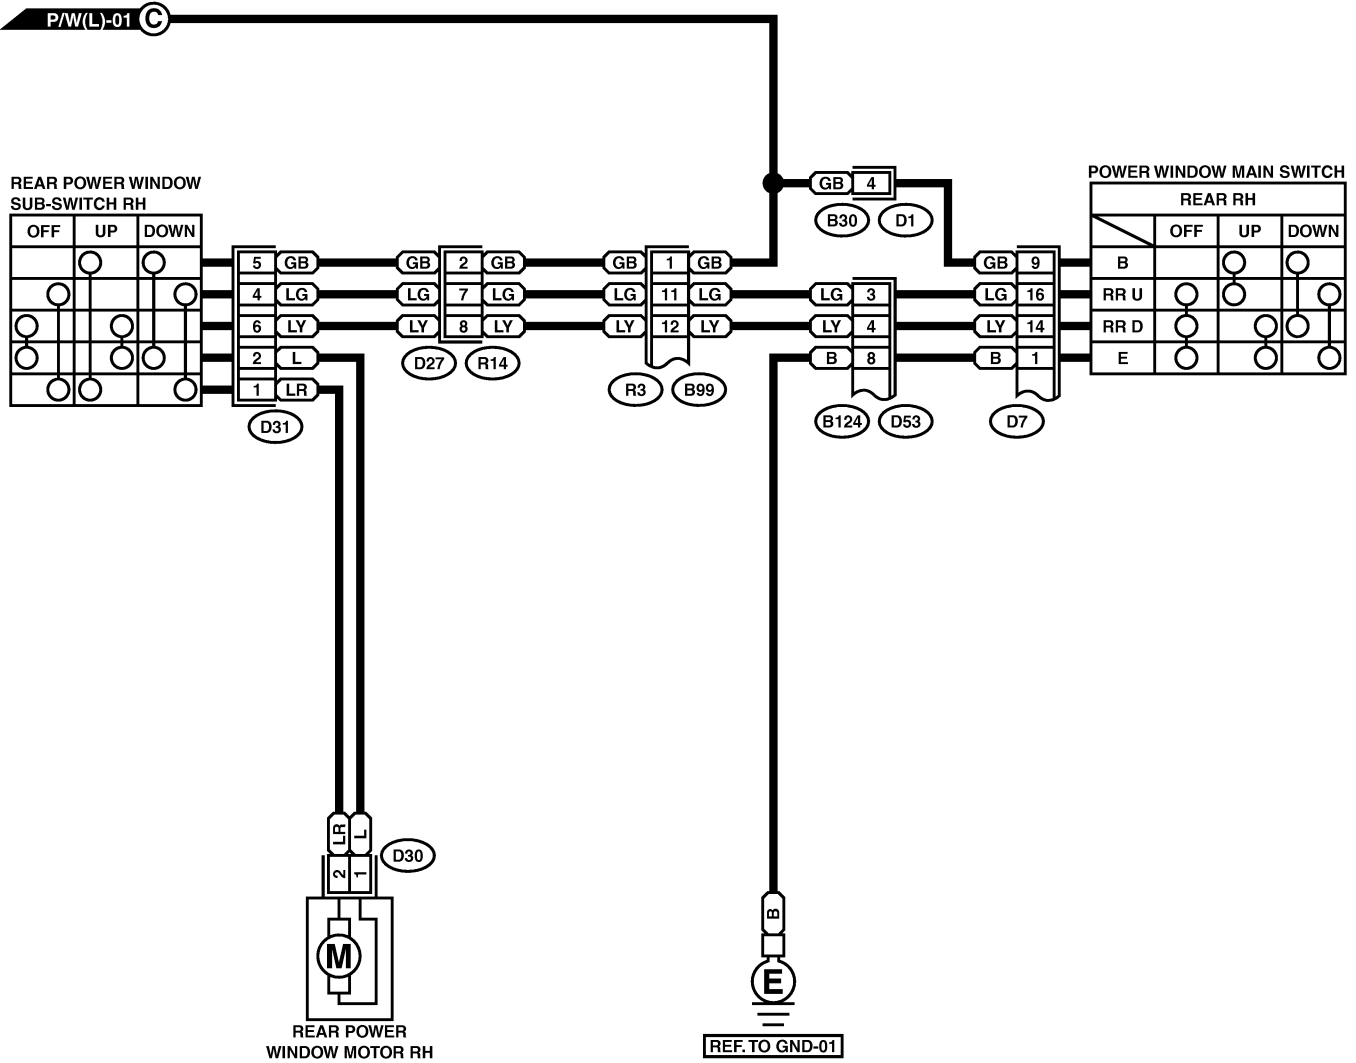 P/W(L)-01 C
POWER WINDOW MAIN SWITCH
REAR RH
OFF UP DOWN
B
RR U
RR D
E
REAR POWER WINDOW
SUB-SWITCH RH
OFF UP DOWN
GB 4
B30 D1
5 GB GB 2 GB GB 1 GB GB 9
4 LG LG 7 LG LG 11 LG LG 3 LG 16
6 LY LY 8 LY LY 12 LY LY 4 LY 14
2 L B 8 B 1
1 LR
D31
D27 R14
R3 B99
B124 D53
D7
LR L
2 1
D30
M
REAR POWER
WINDOW MOTOR RH
B
E
REF. TO GND-01